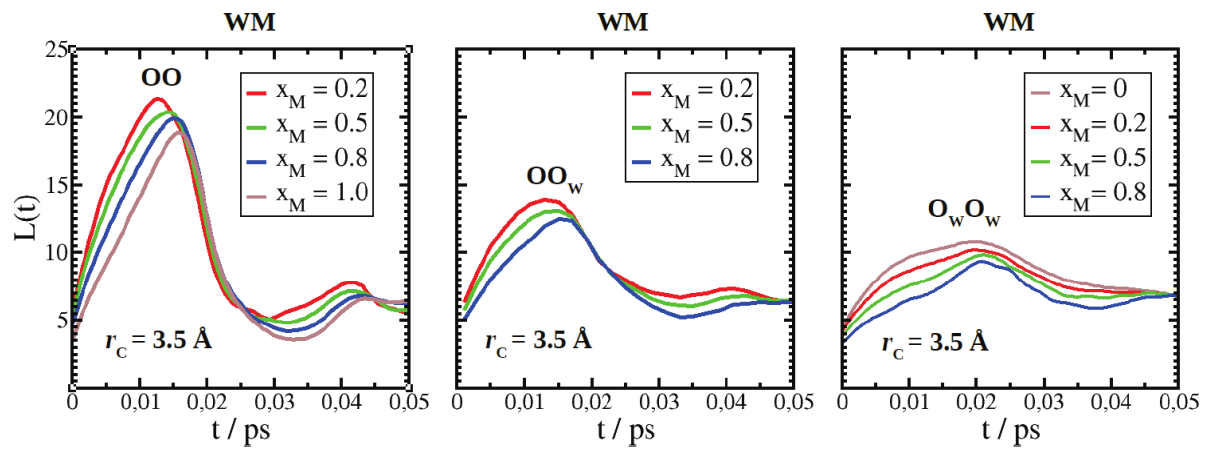 WM
OO
x_M = 0.2
x_M = 0.5
x_M = 0.8
x_M = 1.0
r_C = 3.5 Å
L(t)
25
20
15
10
5
0 0,01 0,02 0,03 0,04 0,05
t / ps
WM
OO_W
x_M = 0.2
x_M = 0.5
x_M = 0.8
r_C = 3.5 Å
0 0,01 0,02 0,03 0,04 0,05
t / ps
WM
O_WO_W
x_M = 0
x_M = 0.2
x_M = 0.5
x_M = 0.8
r_C = 3.5 Å
0 0,01 0,02 0,03 0,04 0,05
t / ps